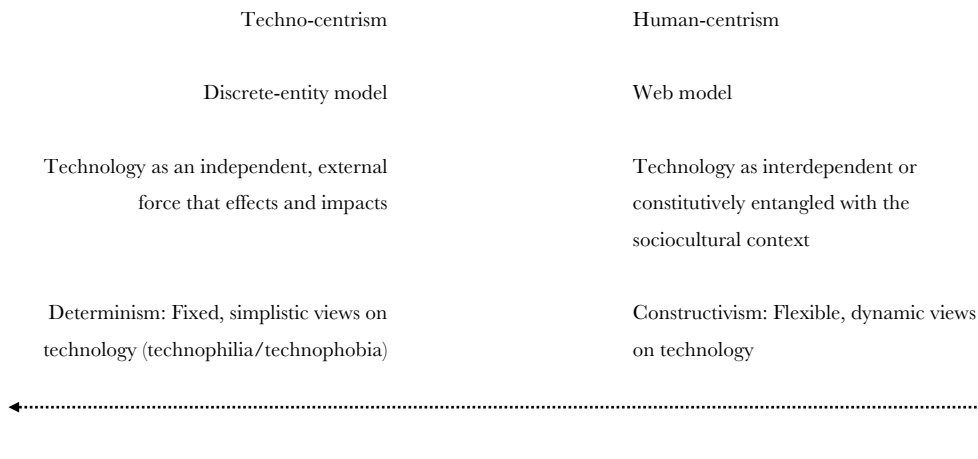 Techno-centrism
Human-centrism
Discrete-entity model
Web model
Technology as an independent, external
force that effects and impacts
Technology as interdependent or
constitutively entangled with the
sociocultural context
Determinism: Fixed, simplistic views on
technology (technophilia/technophobia)
Constructivism: Flexible, dynamic views
on technology